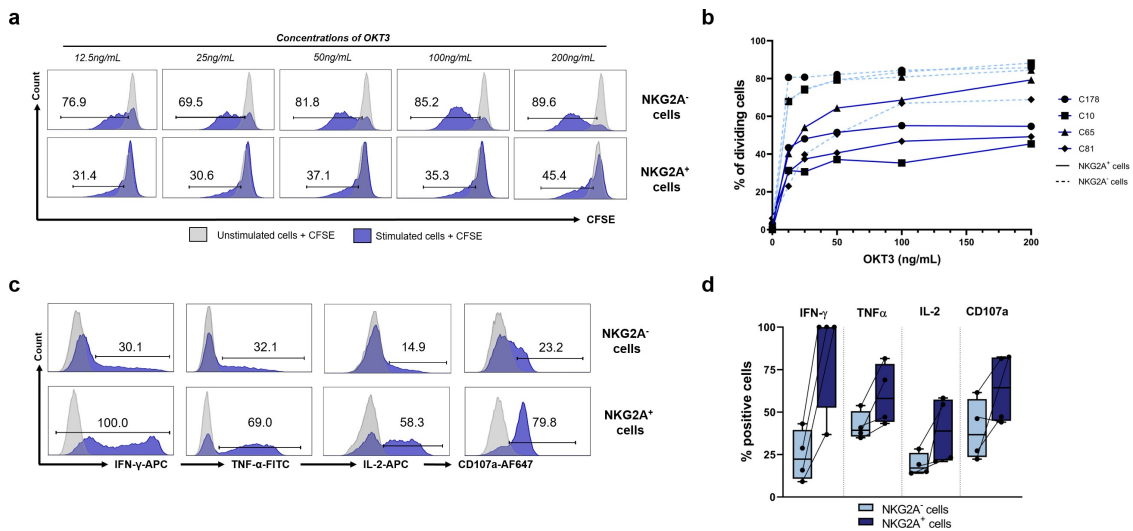 a
Concentrations of OKT3
12.5ng/mL 25ng/mL 50ng/mL 100ng/mL 200ng/mL
Count
76.9 69.5 81.8 85.2 89.6
NKG2A- cells
31.4 30.6 37.1 35.3 45.4
NKG2A+ cells
CFSE
Unstimulated cells + CFSE Stimulated cells + CFSE
b
% of dividing cells
100
80
60
40
20
0
0 50 100 150 200
OKT3 (ng/mL)
C178
C10
C65
C81
NKG2A+ cells
NKG2A- cells
c
Count
30.1 32.1 14.9 23.2
NKG2A-
cells
100.0 69.0 58.3 79.8
NKG2A+
cells
IFN-γ-APC TNF-α-FITC IL-2-APC CD107a-AF647
d
IFN-γ TNFα IL-2 CD107a
% positive cells
100
75
50
25
0
NKG2A- cells
NKG2A+ cells